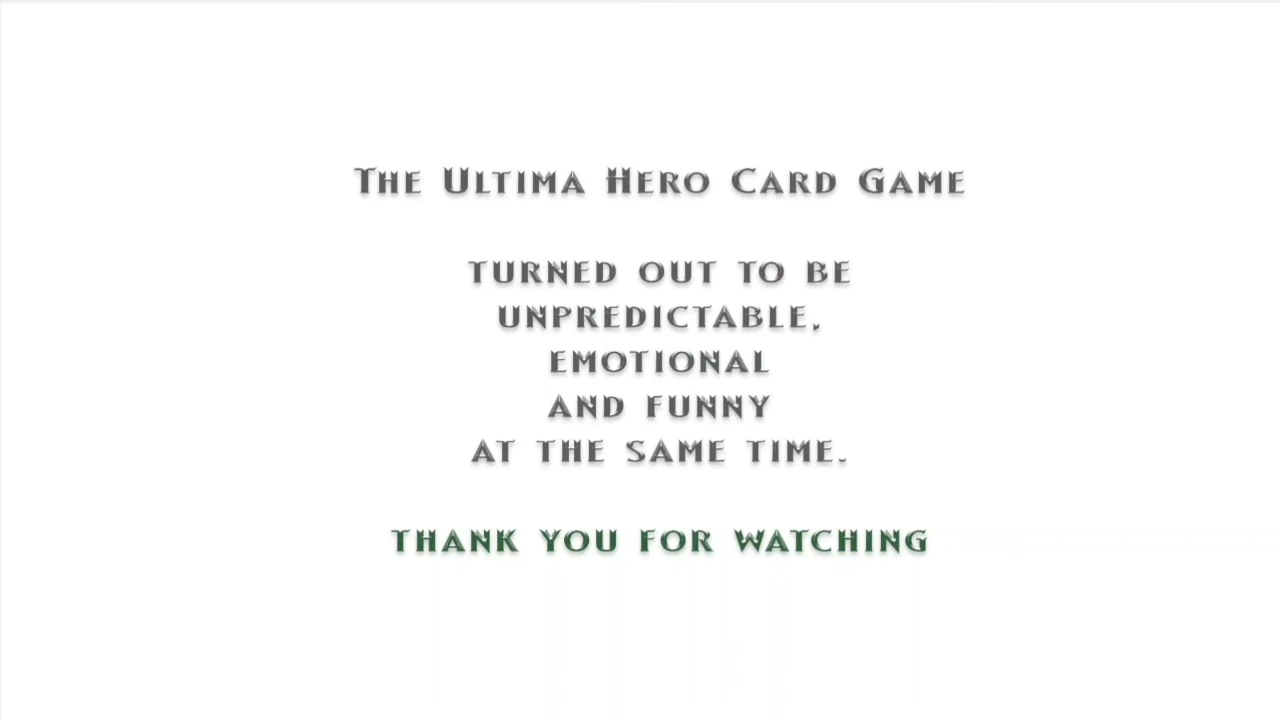 The Ultima Hero Card Game
TURNED OUT TO BE
UNPREDICTABLE,
EMOTIONAL
AND FUNNY
AT THE SAME TIME.
THANK YOU FOR WATCHING